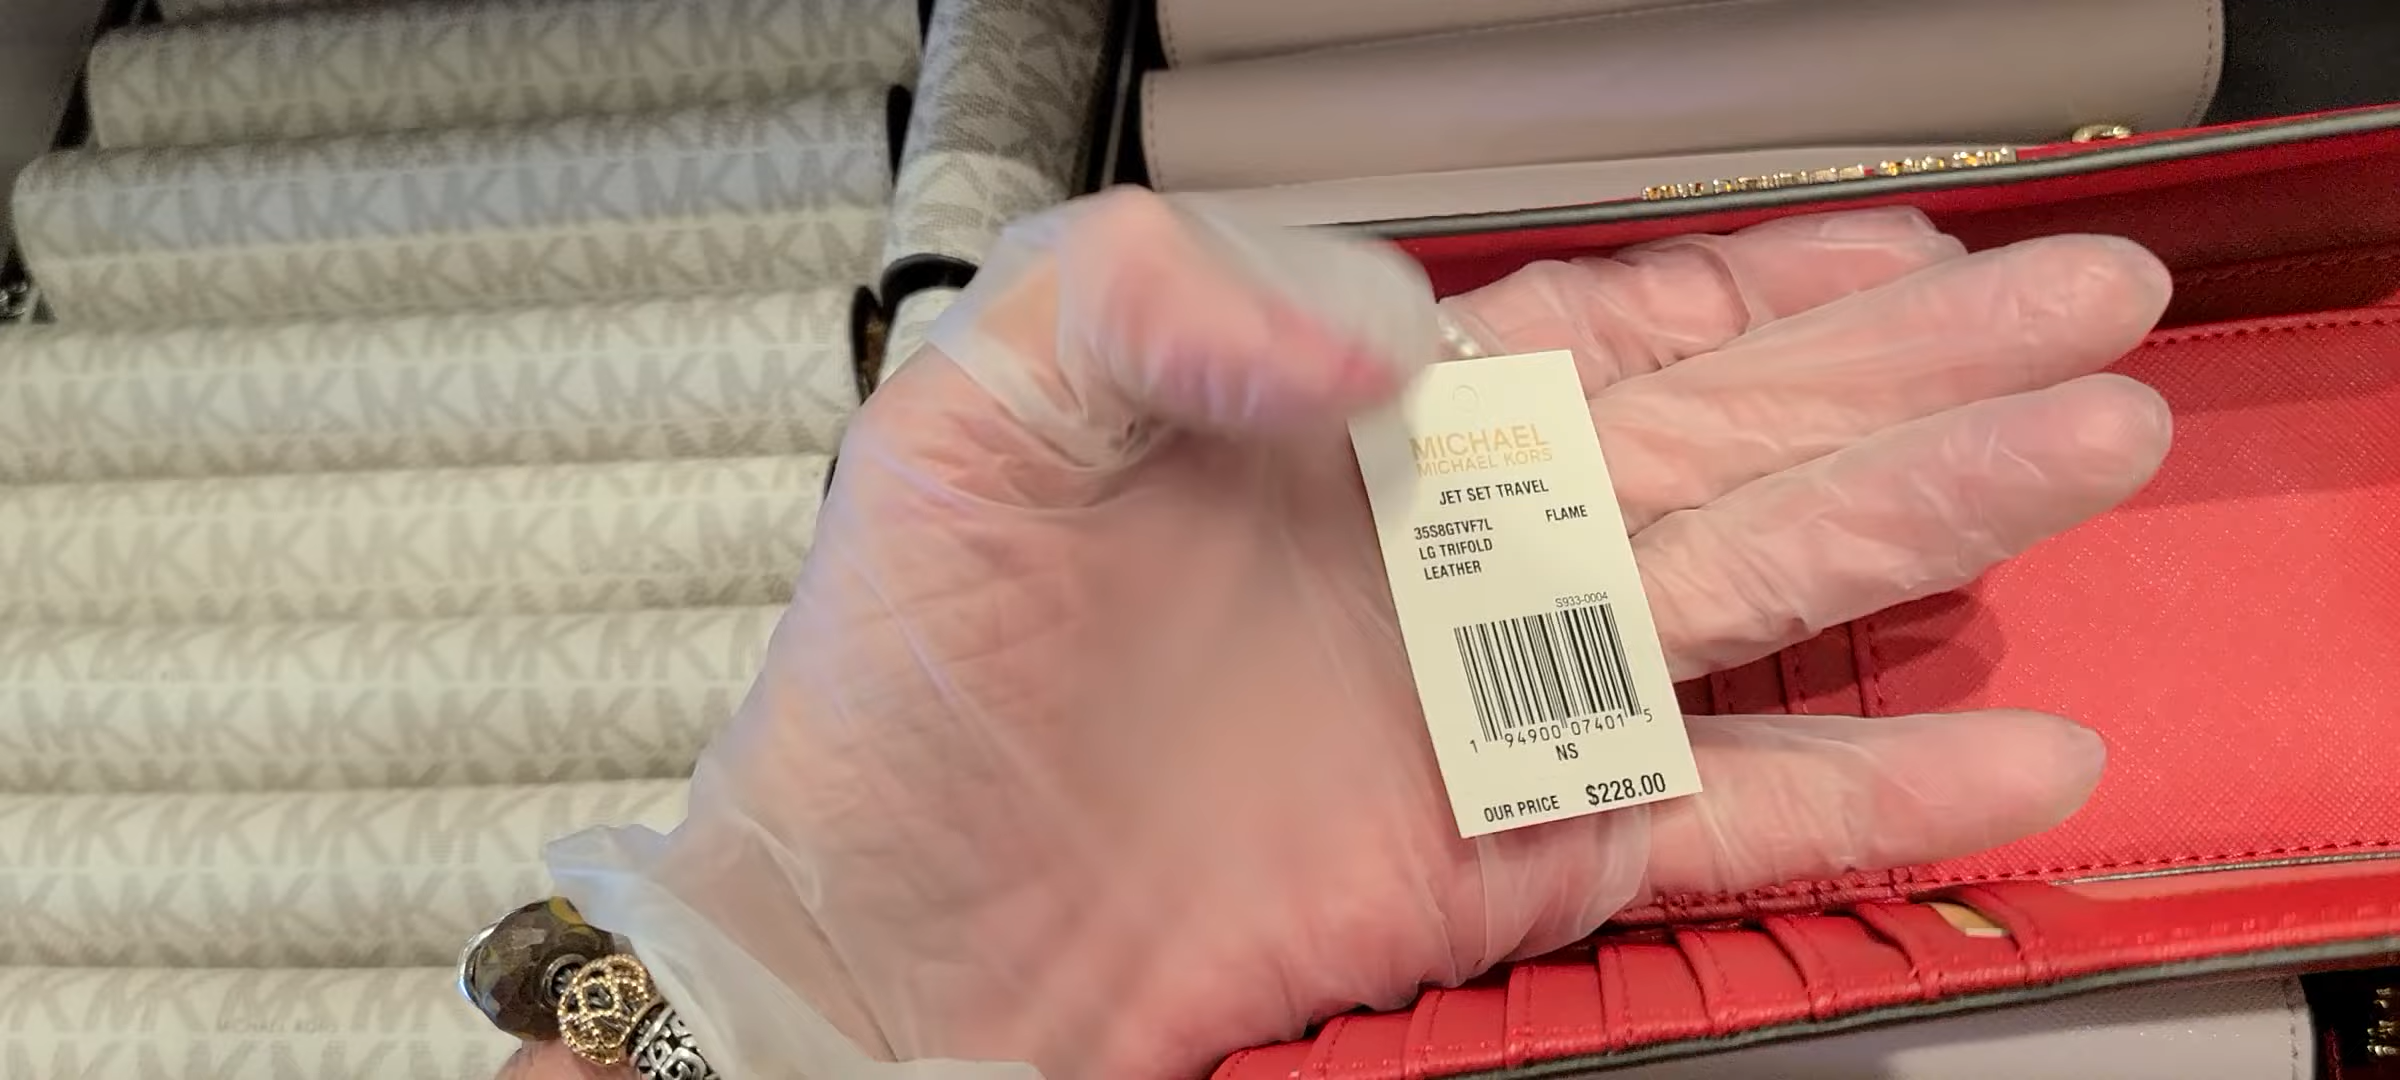 MICHAEL
MICHAEL KORS
JET SET TRAVEL
35S8GTVF7L FLAME
LG TRIFOLD
LEATHER
S933-0004
1 94900 07401 5
NS
OUR PRICE $228.00